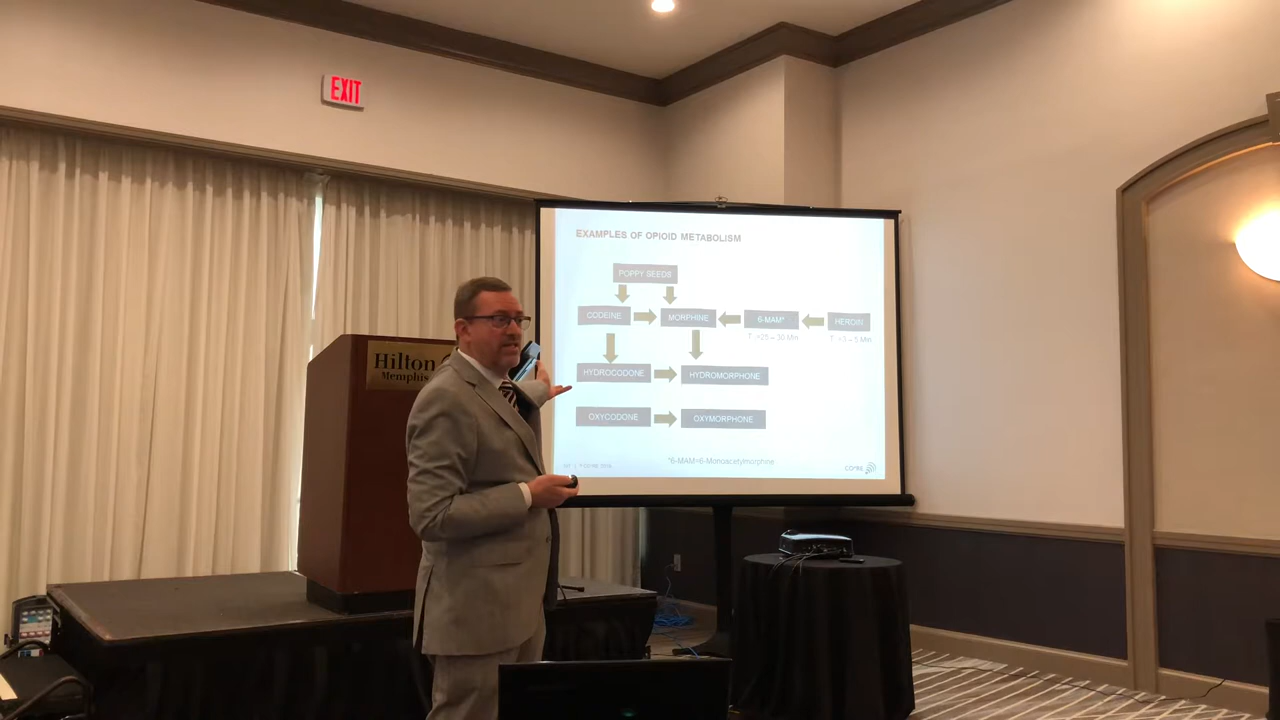 EXIT
Hilton
Memphis
EXAMPLES OF OPIOID METABOLISM
POPPY SEEDS
CODEINE
MORPHINE
6-MAM*
HEROIN
HYDROCODONE
HYDROMORPHONE
OXYCODONE
OXYMORPHONE
*6-MAM=6-Monoacetylmorphine